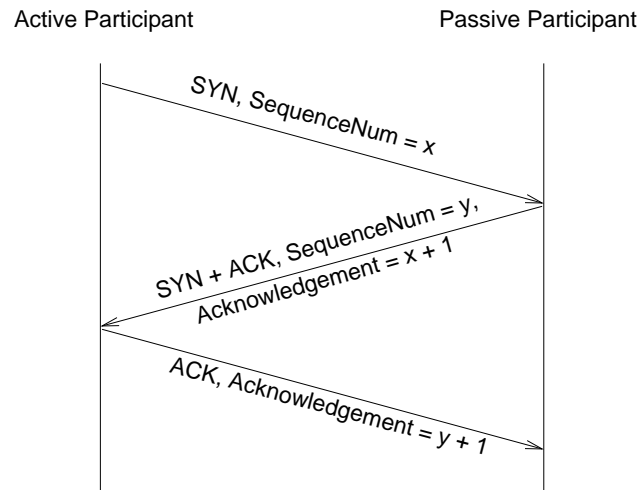 Active Participant
Passive Participant
SYN, SequenceNum = x
SYN + ACK, SequenceNum = y,
Acknowledgement = x + 1
ACK, Acknowledgement = y + 1